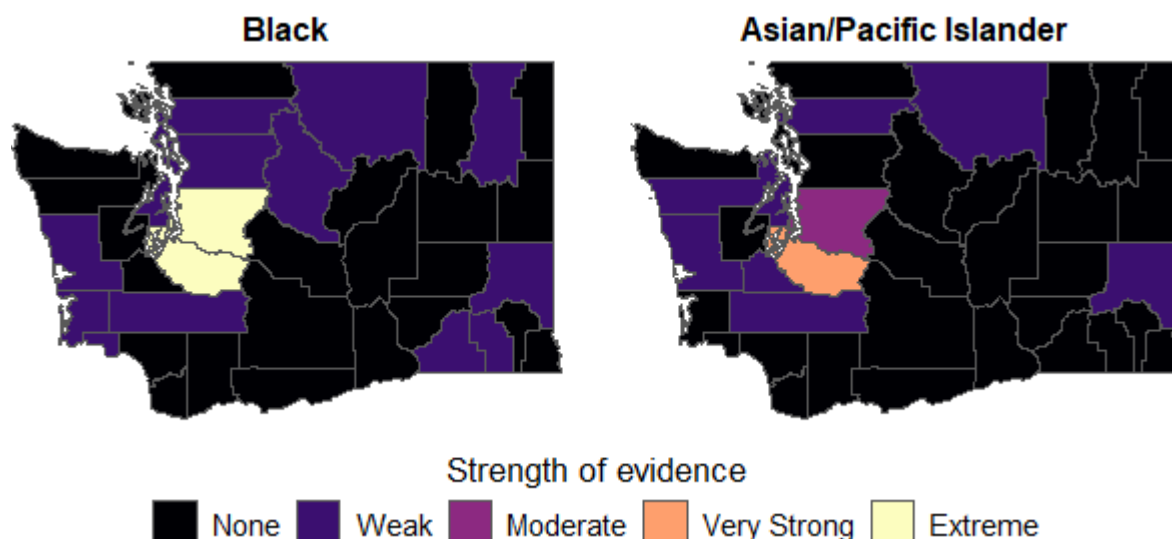 Black Asian/Pacific Islander
Strength of evidence
None Weak Moderate Very Strong Extreme